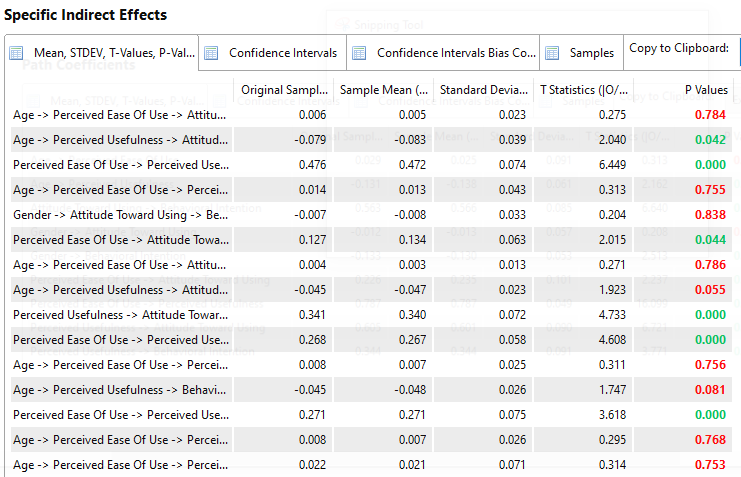 Specific Indirect Effects
Mean, STDEV, T-Values, P-Val... Confidence Intervals Confidence Intervals Bias Co... Samples Copy to Clipboard:
Original Sampl... Sample Mean (... Standard Devia... T Statistics (|O/... P Values
Age -> Perceived Ease Of Use -> Attitu... 0.006 0.005 0.023 0.275 0.784
Age -> Perceived Usefulness -> Attitud... -0.079 -0.083 0.039 2.040 0.042
Perceived Ease Of Use -> Perceived Use... 0.476 0.472 0.074 6.449 0.000
Age -> Perceived Ease Of Use -> Percei... 0.014 0.013 0.043 0.313 0.755
Gender -> Attitude Toward Using -> Be... -0.007 -0.008 0.033 0.204 0.838
Perceived Ease Of Use -> Attitude Towa... 0.127 0.134 0.063 2.015 0.044
Age -> Perceived Ease Of Use -> Attitu... 0.004 0.003 0.013 0.271 0.786
Age -> Perceived Usefulness -> Attitud... -0.045 -0.047 0.023 1.923 0.055
Perceived Usefulness -> Attitude Towar... 0.341 0.340 0.072 4.733 0.000
Perceived Ease Of Use -> Perceived Use... 0.268 0.267 0.058 4.608 0.000
Age -> Perceived Ease Of Use -> Percei... 0.008 0.007 0.025 0.311 0.756
Age -> Perceived Usefulness -> Behavi... -0.045 -0.048 0.026 1.747 0.081
Perceived Ease Of Use -> Perceived Use... 0.271 0.271 0.075 3.618 0.000
Age -> Perceived Ease Of Use -> Percei... 0.008 0.007 0.026 0.295 0.768
Age -> Perceived Ease Of Use -> Percei... 0.022 0.021 0.071 0.314 0.753